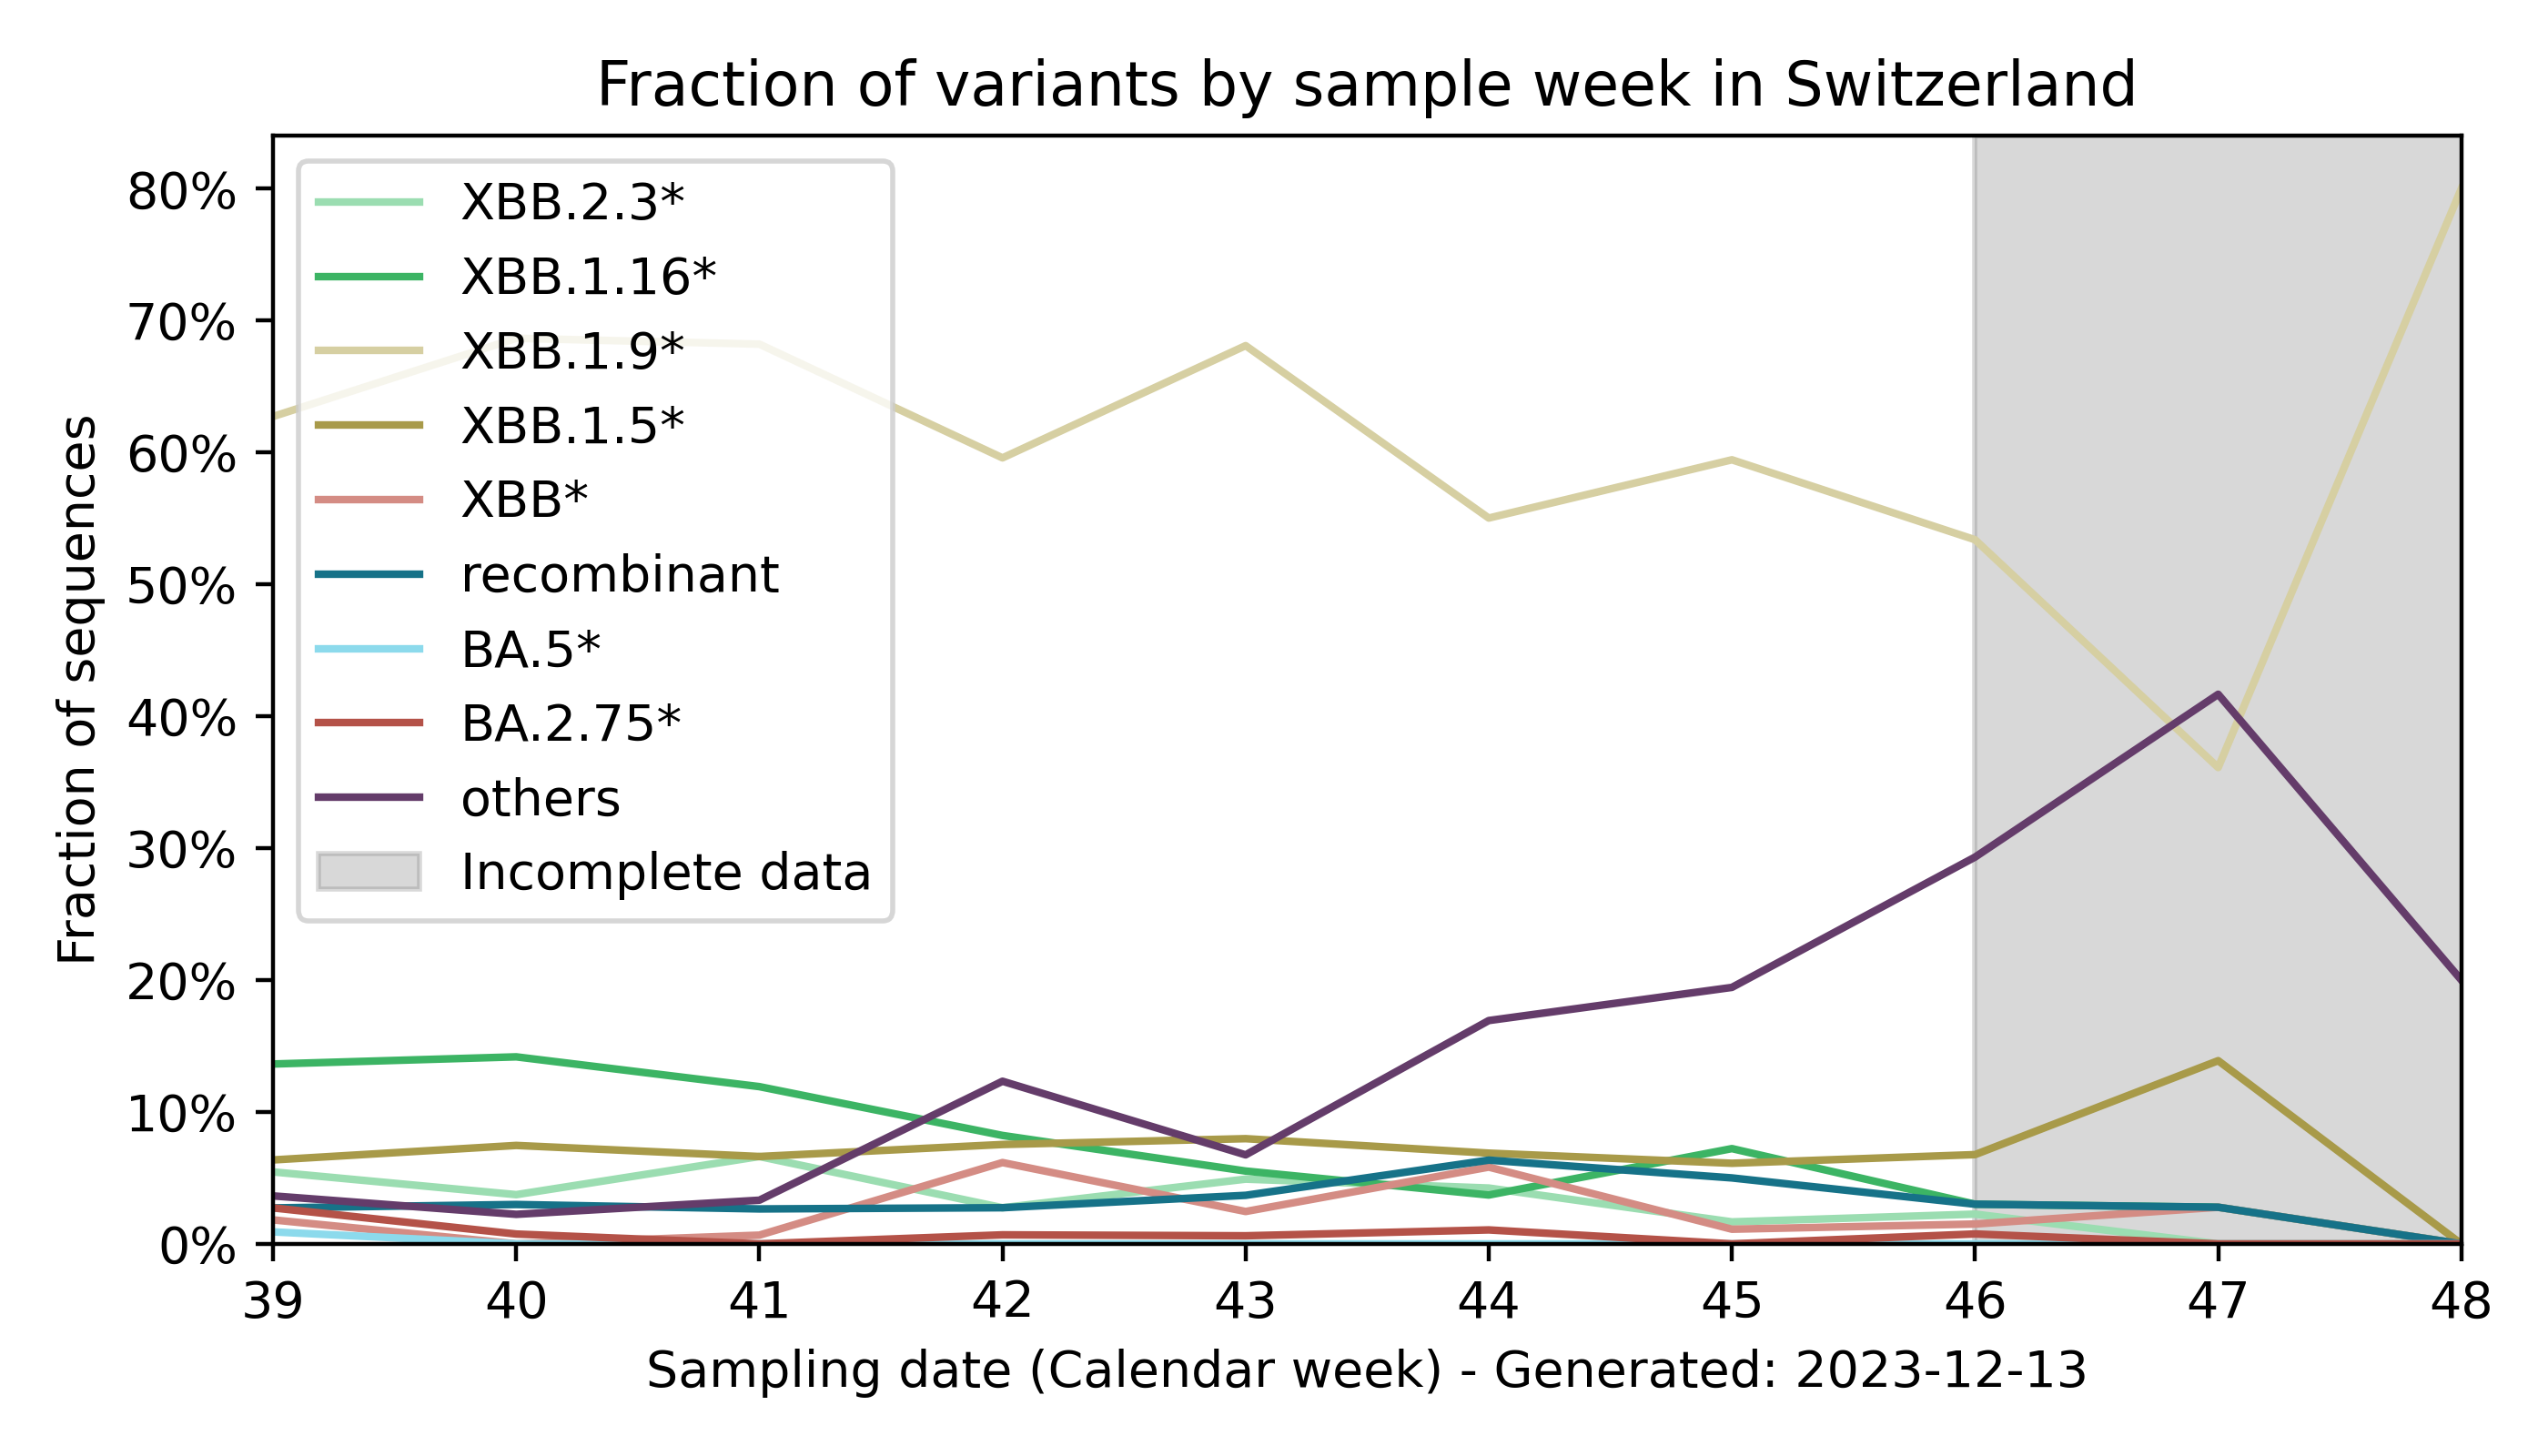 Fraction of variants by sample week in Switzerland
80%
70%
60%
50%
40%
30%
20%
10%
0%
Fraction of sequences
XBB.2.3*
XBB.1.16*
XBB.1.9*
XBB.1.5*
XBB*
recombinant
BA.5*
BA.2.75*
others
Incomplete data
39 40 41 42 43 44 45 46 47 48
Sampling date (Calendar week) - Generated: 2023-12-13